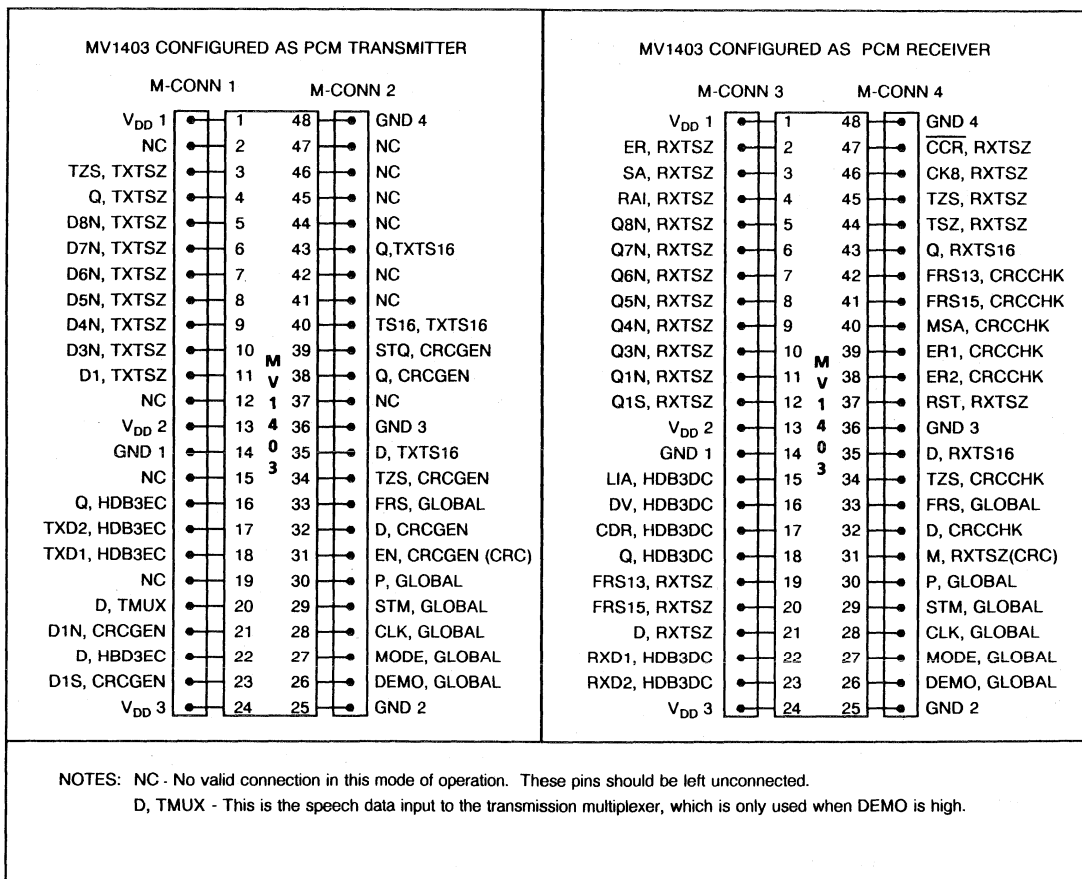 MV1403 CONFIGURED AS PCM TRANSMITTER
M-CONN 1 M-CONN 2
VDD 1 1 48 GND 4
NC 2 47 NC
TZS, TXTSZ 3 46 NC
Q, TXTSZ 4 45 NC
D8N, TXTSZ 5 44 NC
D7N, TXTSZ 6 43 Q,TXTS16
D6N, TXTSZ 7 42 NC
D5N, TXTSZ 8 41 NC
D4N, TXTSZ 9 40 TS16, TXTS16
D3N, TXTSZ 10 39 STQ, CRCGEN
D1, TXTSZ 11 38 Q, CRCGEN
NC 12 37 NC
VDD 2 13 36 GND 3
GND 1 14 35 D, TXTS16
NC 15 34 TZS, CRCGEN
Q, HDB3EC 16 33 FRS, GLOBAL
TXD2, HDB3EC 17 32 D, CRCGEN
TXD1, HDB3EC 18 31 EN, CRCGEN (CRC)
NC 19 30 P, GLOBAL
D, TMUX 20 29 STM, GLOBAL
D1N, CRCGEN 21 28 CLK, GLOBAL
D, HBD3EC 22 27 MODE, GLOBAL
D1S, CRCGEN 23 26 DEMO, GLOBAL
VDD 3 24 25 GND 2
MV1403
MV1403 CONFIGURED AS PCM RECEIVER
M-CONN 3 M-CONN 4
VDD 1 1 48 GND 4
ER, RXTSZ 2 47 C̅C̅R̅, RXTSZ
SA, RXTSZ 3 46 CK8, RXTSZ
RAI, RXTSZ 4 45 TZS, RXTSZ
Q8N, RXTSZ 5 44 TSZ, RXTSZ
Q7N, RXTSZ 6 43 Q, RXTS16
Q6N, RXTSZ 7 42 FRS13, CRCCHK
Q5N, RXTSZ 8 41 FRS15, CRCCHK
Q4N, RXTSZ 9 40 MSA, CRCCHK
Q3N, RXTSZ 10 39 ER1, CRCCHK
Q1N, RXTSZ 11 38 ER2, CRCCHK
Q1S, RXTSZ 12 37 RST, RXTSZ
VDD 2 13 36 GND 3
GND 1 14 35 D, RXTS16
LIA, HDB3DC 15 34 TZS, CRCCHK
DV, HDB3DC 16 33 FRS, GLOBAL
CDR, HDB3DC 17 32 D, CRCCHK
Q, HDB3DC 18 31 M, RXTSZ(CRC)
FRS13, RXTSZ 19 30 P, GLOBAL
FRS15, RXTSZ 20 29 STM, GLOBAL
D, RXTSZ 21 28 CLK, GLOBAL
RXD1, HDB3DC 22 27 MODE, GLOBAL
RXD2, HDB3DC 23 26 DEMO, GLOBAL
VDD 3 24 25 GND 2
MV1403
NOTES: NC - No valid connection in this mode of operation. These pins should be left unconnected.
D, TMUX - This is the speech data input to the transmission multiplexer, which is only used when DEMO is high.